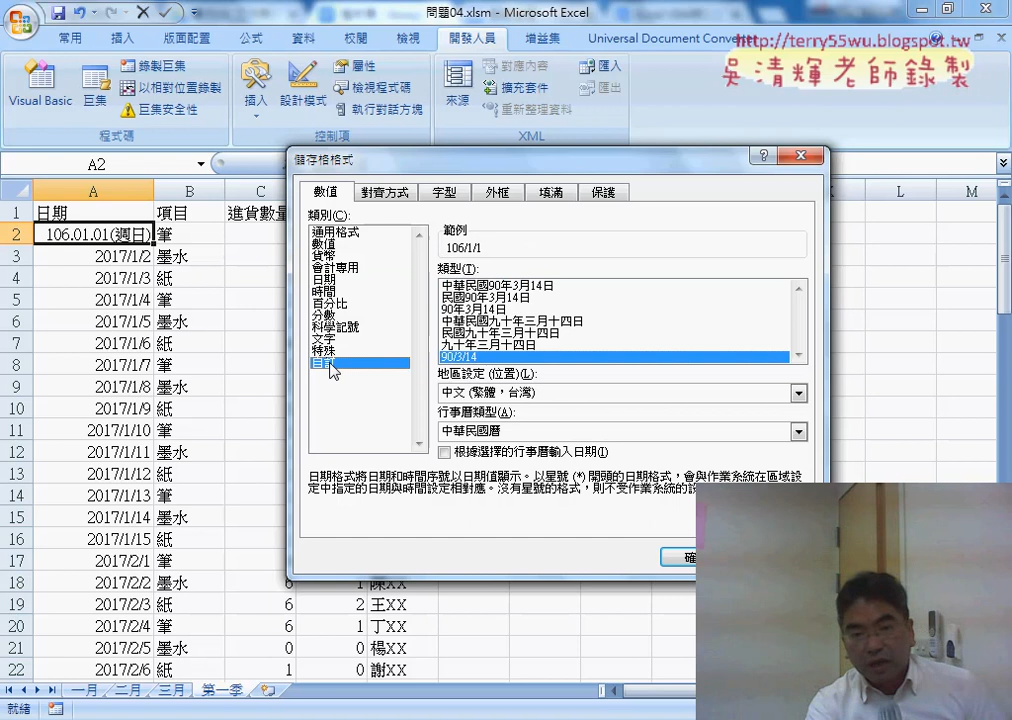 問題04.xlsm - Microsoft Excel
常用 插入 版面配置 公式 資料 校閱 檢視 開發人員 增益集 Universal Document Conve
http://terry55wu.blogspot.tw
吳清輝老師錄製
Visual Basic 巨集 錄製巨集 以相對位置錄製 巨集安全性
程式碼
插入 設計模式 屬性 檢視程式碼 執行對話方塊
控制項
來源 對應內容 擴充套件 重新整理資料 匯入 匯出
XML
A2
A B C L M
1 日期 項目 進貨數量
2 106.01.01(週日) 筆
3 2017/1/2 墨水
4 2017/1/3 紙
5 2017/1/4 筆
6 2017/1/5 墨水
7 2017/1/6 紙
8 2017/1/7 筆
9 2017/1/8 墨水
10 2017/1/9 紙
11 2017/1/10 筆
12 2017/1/11 墨水
13 2017/1/12 紙
14 2017/1/13 筆
15 2017/1/14 墨水
16 2017/1/15 紙
17 2017/2/1 筆
18 2017/2/2 墨水 6 1 陳XX
19 2017/2/3 紙 6 2 王XX
20 2017/2/4 筆 6 1 丁XX
21 2017/2/5 墨水 0 0 楊XX
22 2017/2/6 紙 1 0 謝XX
儲存格格式
數值 對齊方式 字型 外框 填滿 保護
類別(C):
通用格式
數值
貨幣
會計專用
日期
時間
百分比
分數
科學記號
文字
特殊
範例
106/1/1
類型(T):
中華民國90年3月14日
民國90年3月14日
90年3月14日
中華民國九十年三月十四日
民國九十年三月十四日
九十年三月十四日
90/3/14
地區設定 (位置)(L):
中文 (繁體，台灣)
行事曆類型(A):
中華民國曆
根據選擇的行事曆輸入日期(I)
日期格式將日期和時間序號以日期值顯示。以星號 (*) 開頭的日期格式，會與作業系統在區域設
定中指定的日期與時間設定相對應。沒有星號的格式，則不受作業系統的設
確
一月 二月 三月 第一季
就緒